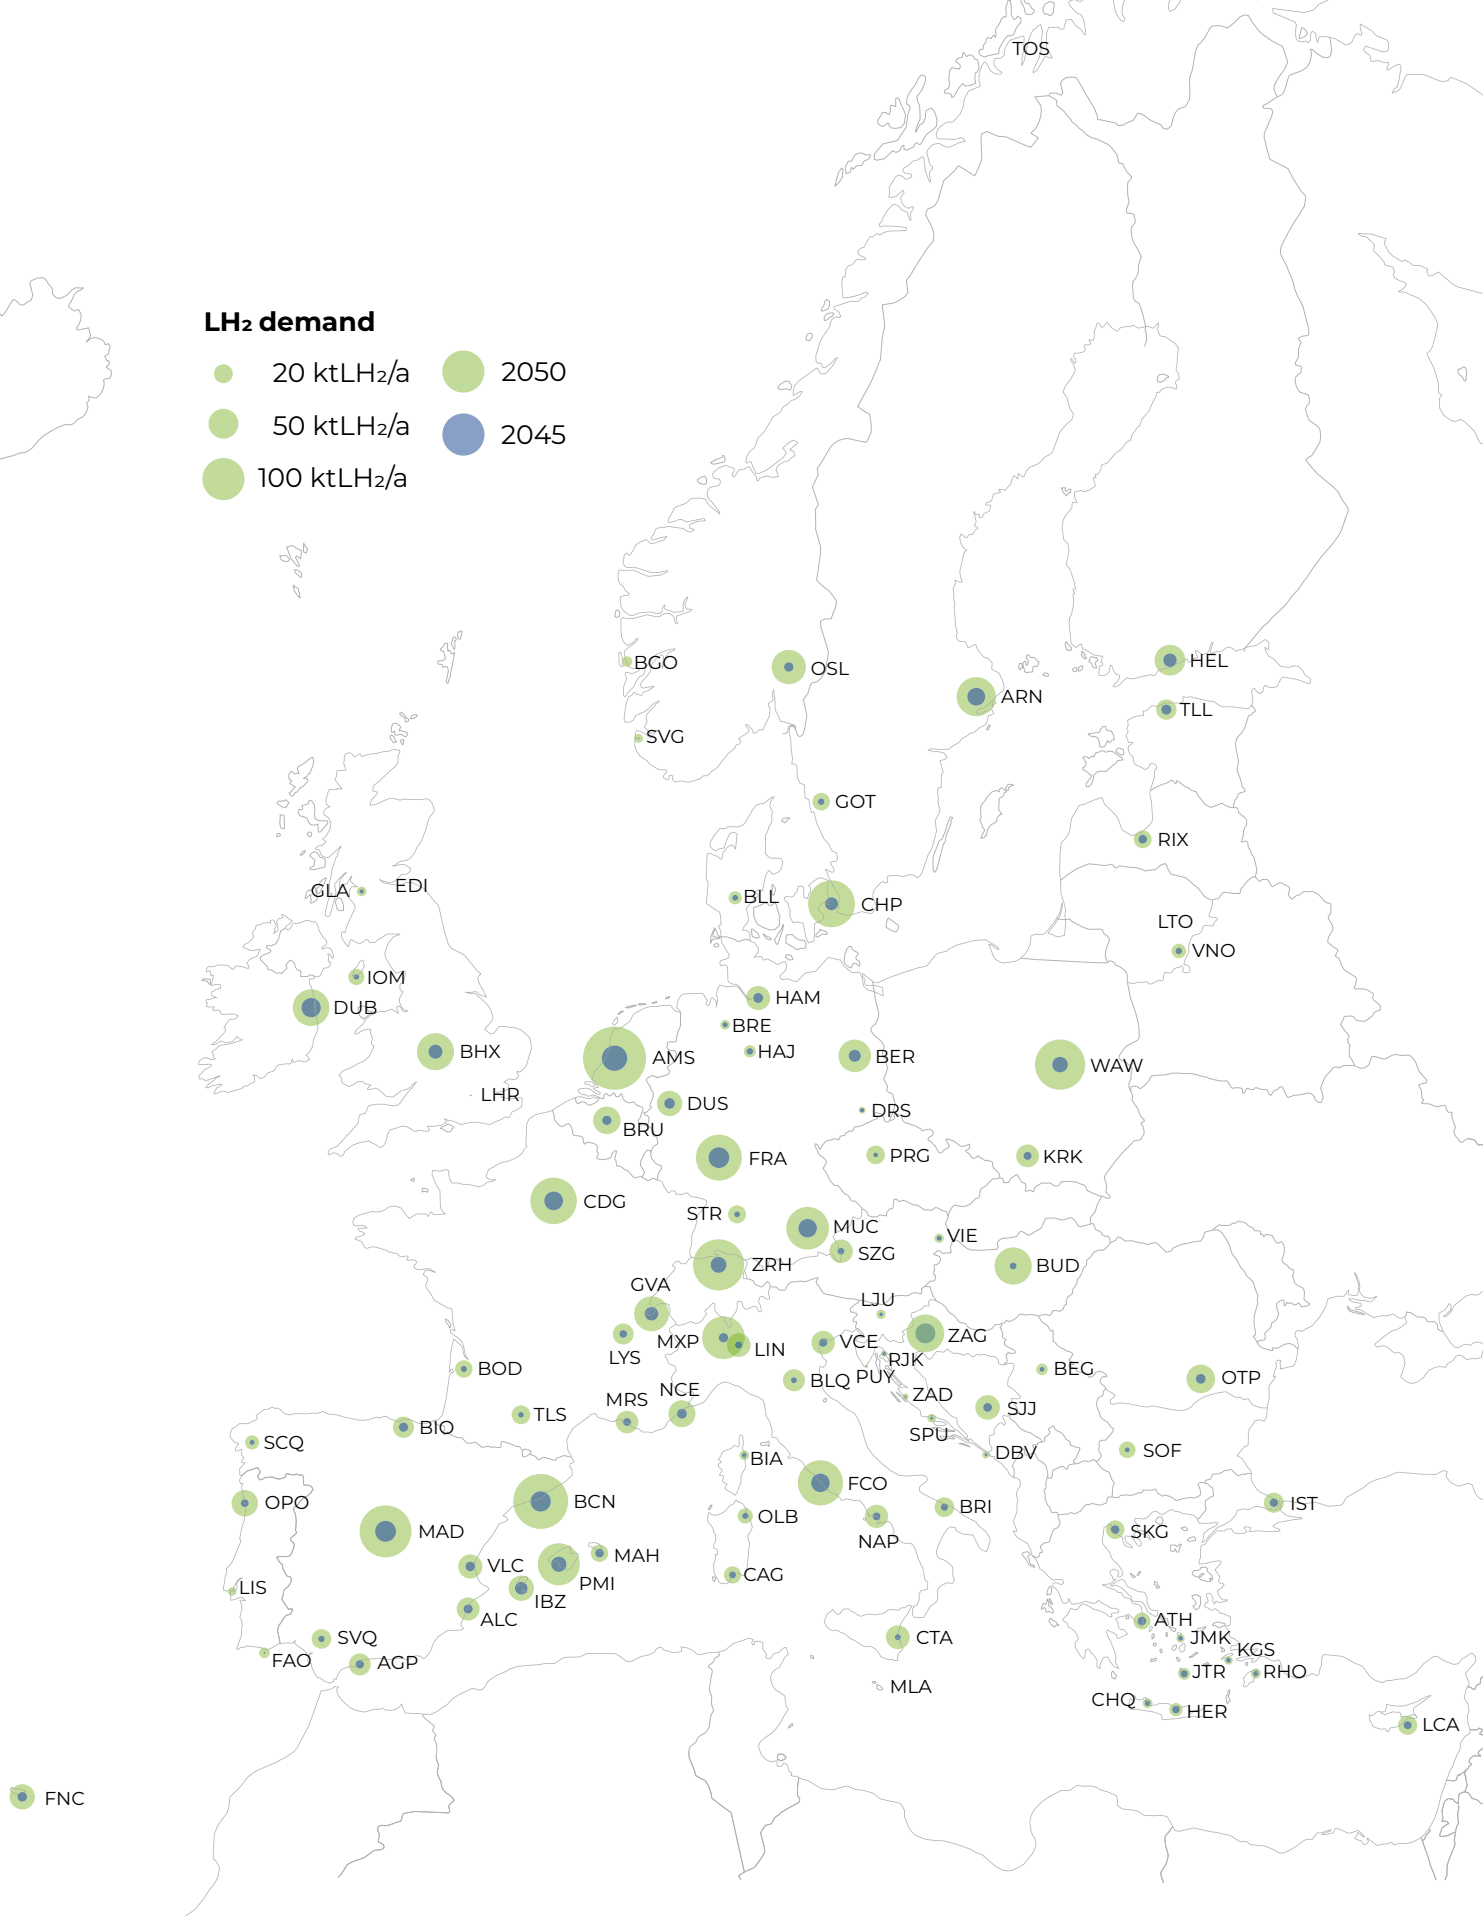 TOS
LH₂ demand
20 ktLH₂/a
2050
50 ktLH₂/a
2045
100 ktLH₂/a
BGO
OSL
HEL
ARN
TLL
SVG
GOT
RIX
GLA
EDI
BLL
CHP
LTO
VNO
IOM
DUB
HAM
BRE
BHX
AMS
HAJ
BER
WAW
LHR
DUS
DRS
BRU
FRA
PRG
KRK
CDG
STR
MUC
VIE
SZG
ZRH
BUD
GVA
LJU
MXP
LIN
VCE
ZAG
LYS
RJK
BOD
BLQ
PUY
BEG
OTP
MRS
NCE
ZAD
TLS
SJJ
BIO
SPU
SCQ
BIA
DBV
SOF
FCO
OPO
BCN
BRI
IST
MAD
OLB
NAP
SKG
VLC
MAH
PMI
CAG
LIS
IBZ
ALC
ATH
SVQ
CTA
JMK
FAO
AGP
KGS
JTR
RHO
MLA
CHQ
HER
LCA
FNC